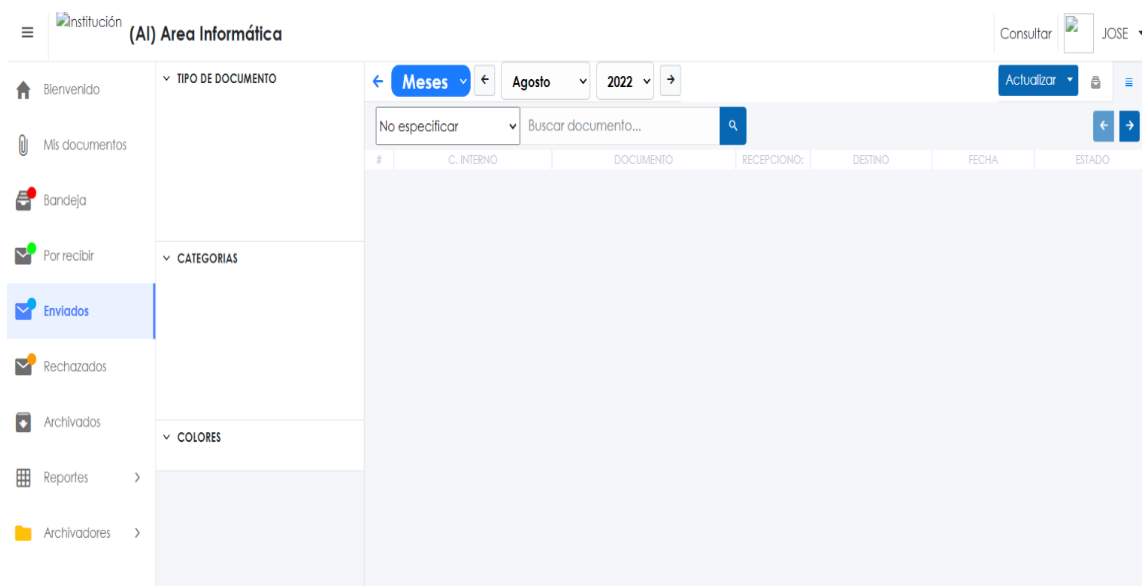 Institución
(AI) Area Informática
Consultar
JOSE
Bienvenido
Mis documentos
Bandeja
Por recibir
Enviados
Rechazados
Archivados
Reportes
Archivadores
TIPO DE DOCUMENTO
CATEGORIAS
COLORES
Meses
Agosto
2022
Actualizar
No especificar
Buscar documento...
# C. INTERNO DOCUMENTO RECEPCIONO: DESTINO FECHA ESTADO